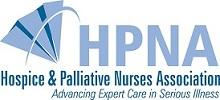 HPNA
Hospice & Palliative Nurses Association
Advancing Expert Care in Serious Illness